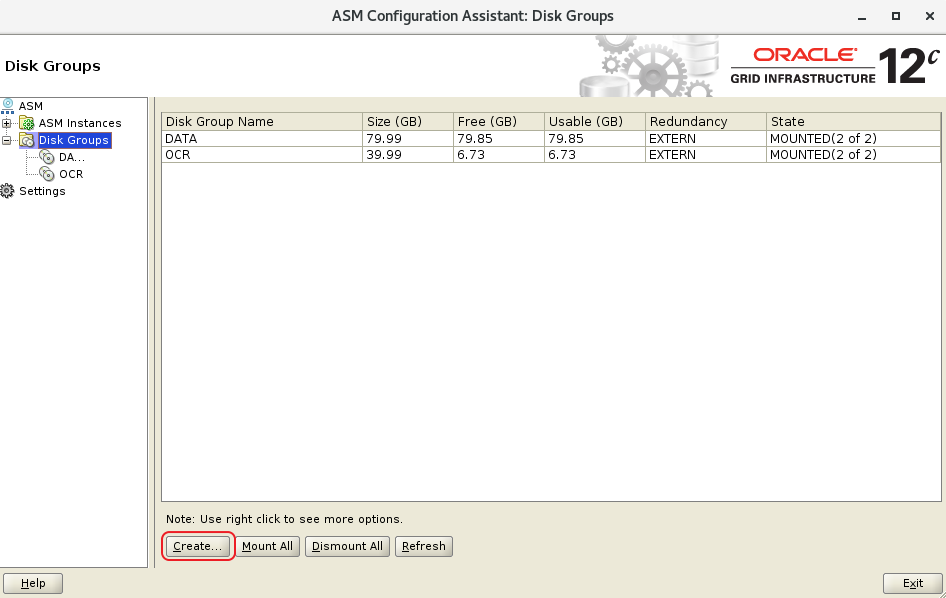 ASM Configuration Assistant: Disk Groups
Disk Groups
ORACLE®
GRID INFRASTRUCTURE
12c
ASM
ASM Instances
Disk Groups
DA...
OCR
Settings
Disk Group Name Size (GB) Free (GB) Usable (GB) Redundancy State
DATA 79.99 79.85 79.85 EXTERN MOUNTED(2 of 2)
OCR 39.99 6.73 6.73 EXTERN MOUNTED(2 of 2)
Note: Use right click to see more options.
Create... Mount All Dismount All Refresh
Help Exit